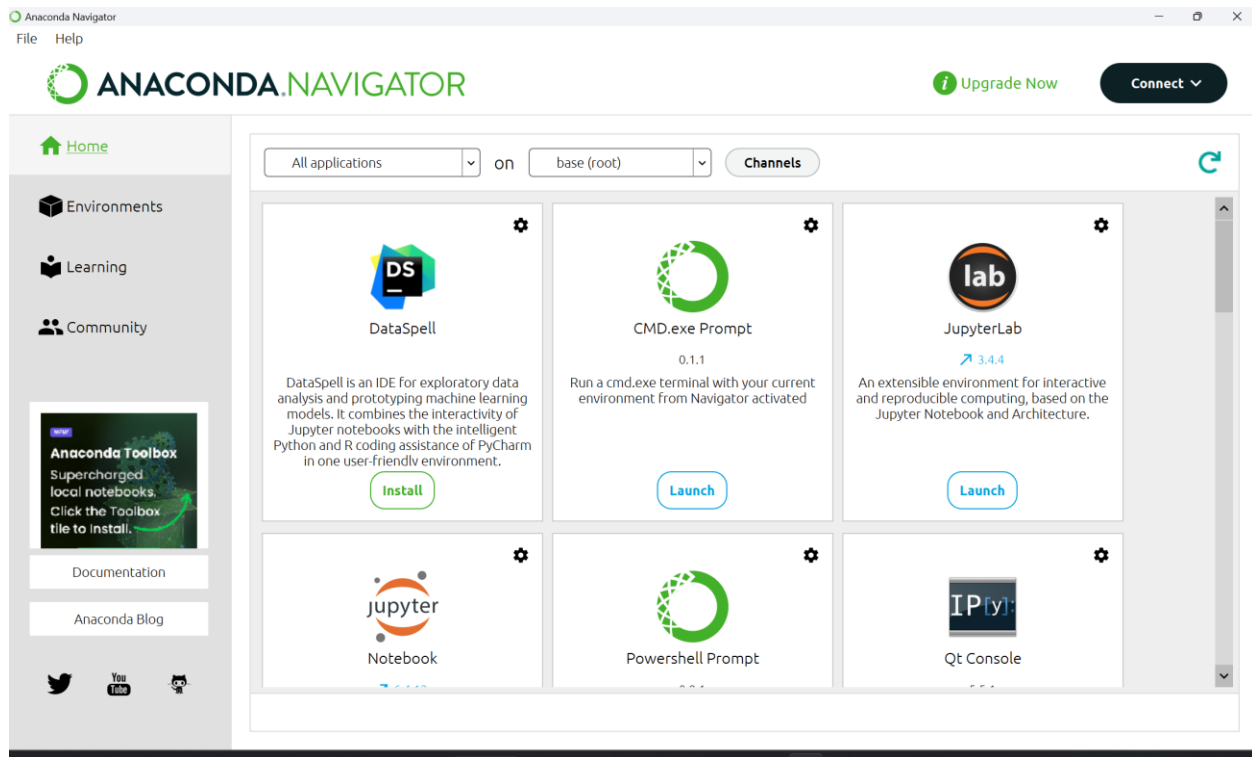 Anaconda Navigator
File Help
ANACONDA.NAVIGATOR
Upgrade Now
Connect
Home
Environments
Learning
Community
All applications
on
base (root)
Channels
DS
DataSpell
DataSpell is an IDE for exploratory data
analysis and prototyping machine learning
models. It combines the interactivity of
Jupyter notebooks with the intelligent
Python and R coding assistance of PyCharm
in one user-friendly environment.
Install
CMD.exe Prompt
0.1.1
Run a cmd.exe terminal with your current
environment from Navigator activated
Launch
lab
JupyterLab
3.4.4
An extensible environment for interactive
and reproducible computing, based on the
Jupyter Notebook and Architecture.
Launch
jupyter
Notebook
Powershell Prompt
IP[y]:
Qt Console
Anaconda Toolbox
Supercharged
local notebooks.
Click the Toolbox
tile to Install.
Documentation
Anaconda Blog
You
Tube